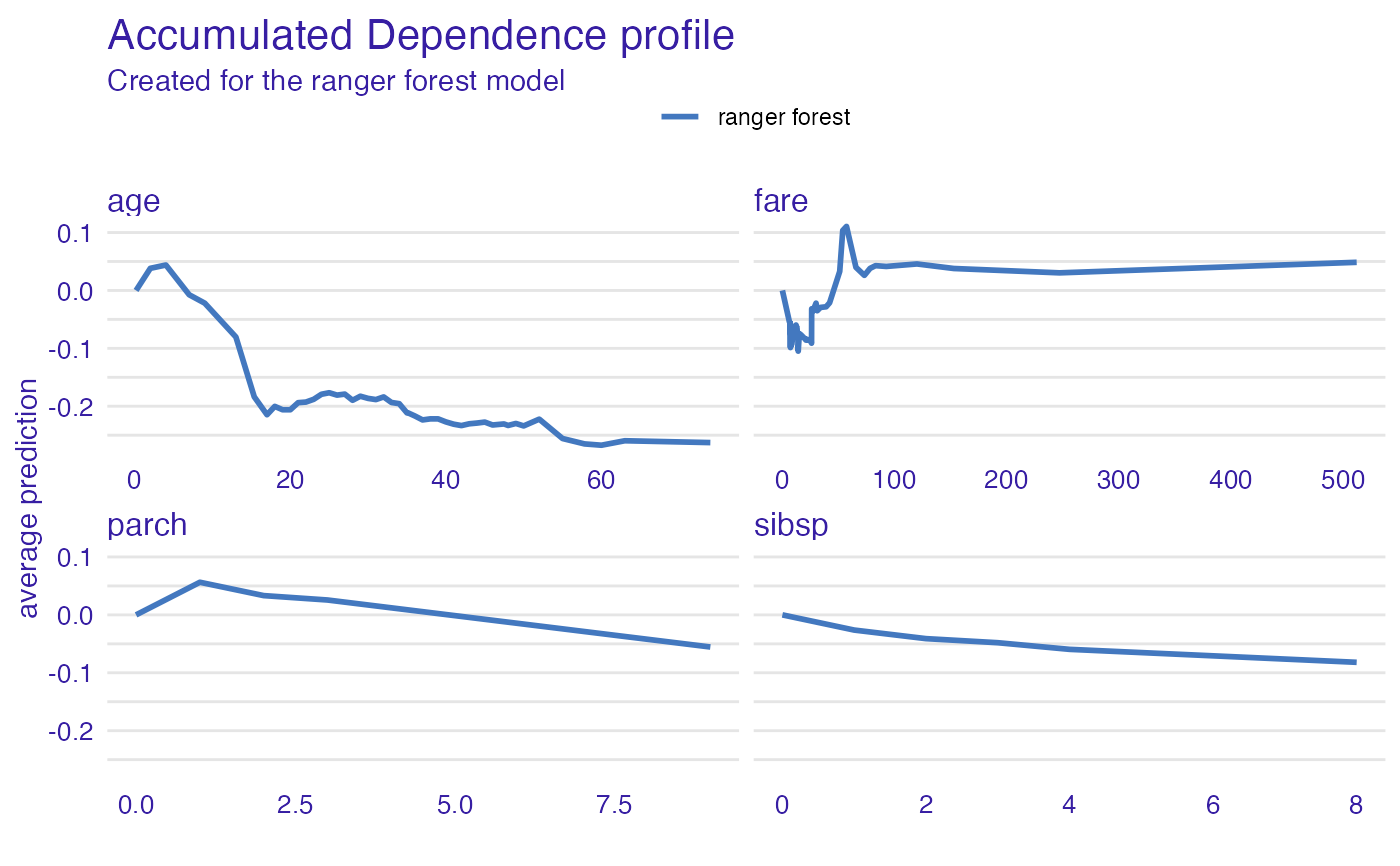 Accumulated Dependence profile
Created for the ranger forest model
ranger forest
average prediction
age
0.1
0.0
-0.1
-0.2
0 20 40 60
fare
0 100 200 300 400 500
parch
0.1
0.0
-0.1
-0.2
0.0 2.5 5.0 7.5
sibsp
0 2 4 6 8